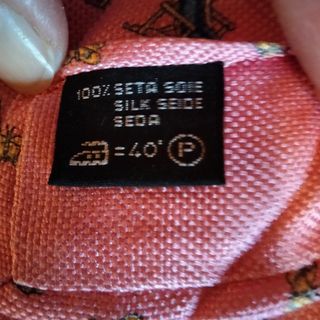 100% SETA SOIE
SILK SEIDE
SEDA
=40° P